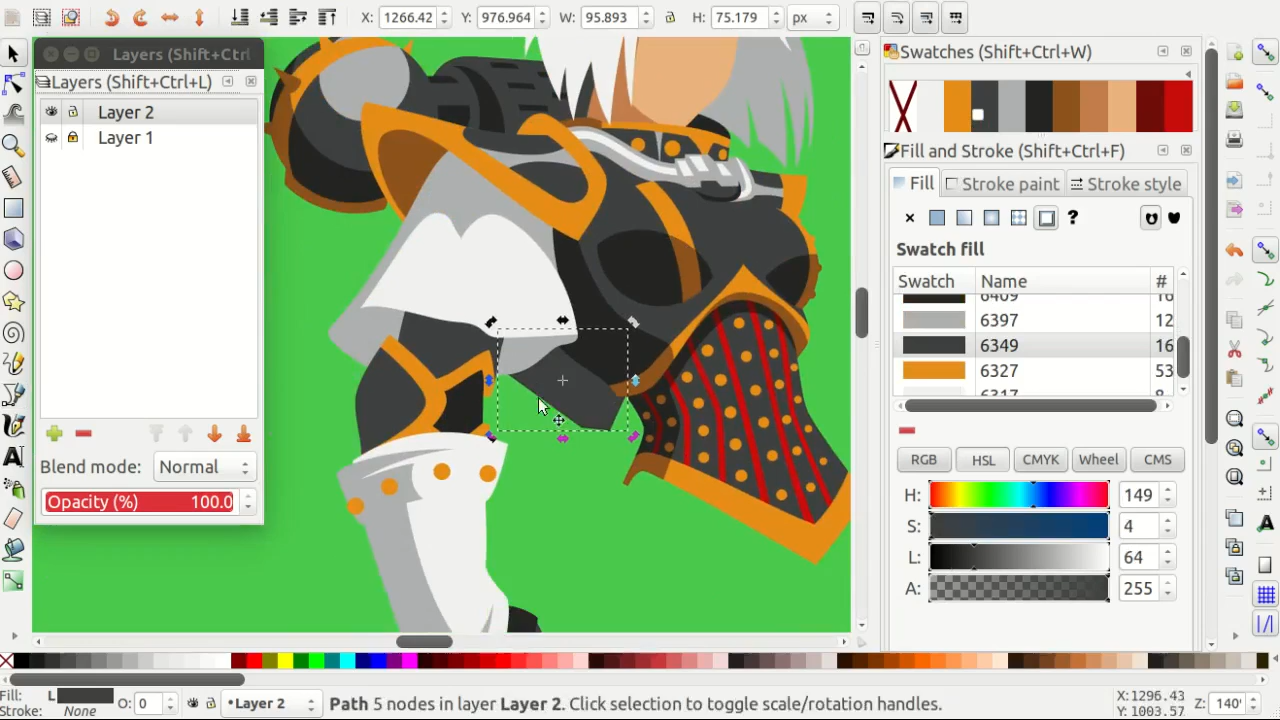 X: 1266.42 Y: 976.964 W: 95.893 H: 75.179 px
Layers (Shift+Ctrl
Layers (Shift+Ctrl+L)
Layer 2
Layer 1
Blend mode: Normal
Opacity (%) 100.0
Swatches (Shift+Ctrl+W)
Fill and Stroke (Shift+Ctrl+F)
Fill Stroke paint Stroke style
?
Swatch fill
Swatch Name #
6409 16
6397 12
6349 16
6327 53
6317
RGB HSL CMYK Wheel CMS
H: 149
S: 4
L: 64
A: 255
Fill: L
Stroke: None
O: 0
•Layer 2
Path 5 nodes in layer Layer 2. Click selection to toggle scale/rotation handles.
X:1296.43
Y:1003.57
Z: 140